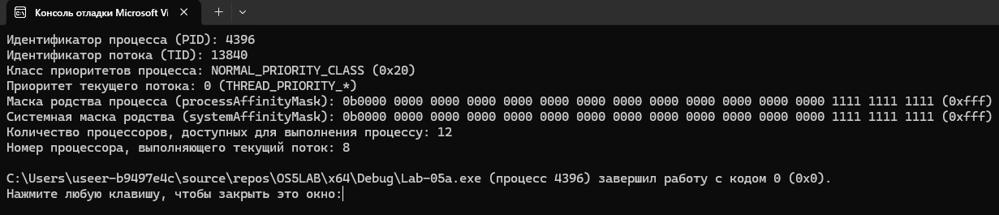 Консоль отладки Microsoft Vi
Идентификатор процесса (PID): 4396
Идентификатор потока (TID): 13840
Класс приоритетов процесса: NORMAL_PRIORITY_CLASS (0x20)
Приоритет текущего потока: 0 (THREAD_PRIORITY_*)
Маска родства процесса (processAffinityMask): 0b0000 0000 0000 0000 0000 0000 0000 0000 0000 0000 0000 0000 0000 1111 1111 1111 (0xfff)
Системная маска родства (systemAffinityMask): 0b0000 0000 0000 0000 0000 0000 0000 0000 0000 0000 0000 0000 0000 1111 1111 1111 (0xfff)
Количество процессоров, доступных для выполнения процессу: 12
Номер процессора, выполняющего текущий поток: 8
C:\Users\useer-b9497e4c\source\repos\OS5LAB\x64\Debug\Lab-05a.exe (процесс 4396) завершил работу с кодом 0 (0x0).
Нажмите любую клавишу, чтобы закрыть это окно: